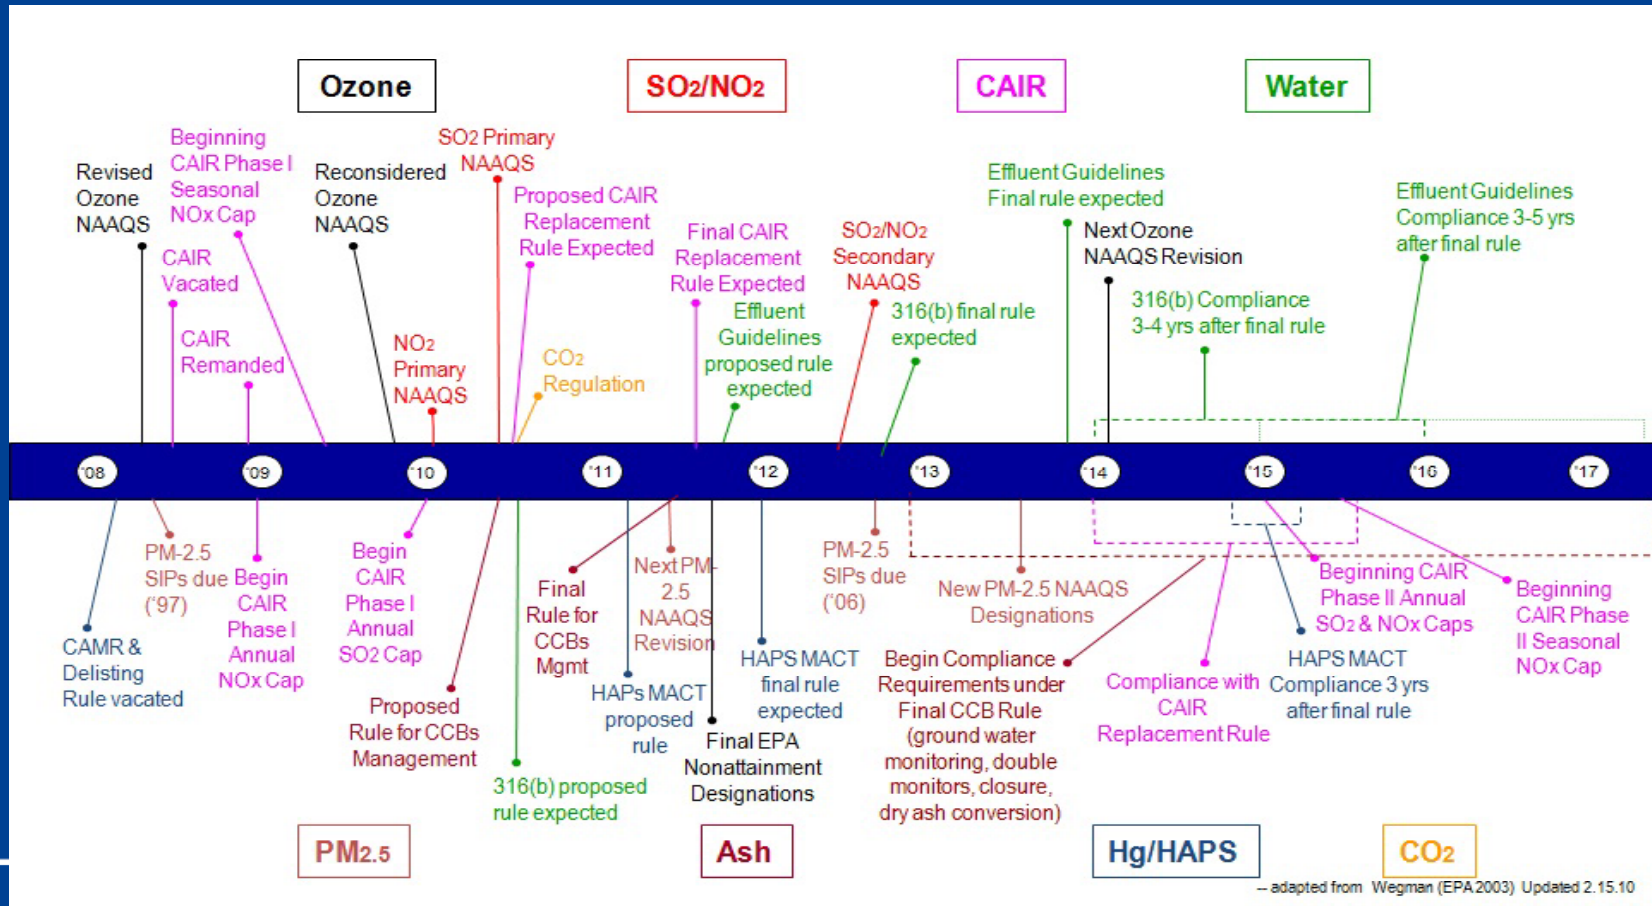 Ozone
SO2/NO2
CAIR
Water
Revised
Ozone
NAAQS
Beginning
CAIR Phase I
Seasonal
NOx Cap
CAIR
Vacated
CAIR
Remanded
Reconsidered
Ozone
NAAQS
NO2
Primary
NAAQS
SO2 Primary
NAAQS
Proposed CAIR
Replacement
Rule Expected
CO2
Regulation
Final CAIR
Replacement
Rule Expected
Effluent
Guidelines
proposed rule
expected
SO2/NO2
Secondary
NAAQS
316(b) final rule
expected
Effluent Guidelines
Final rule expected
Next Ozone
NAAQS Revision
316(b) Compliance
3-4 yrs after final rule
Effluent Guidelines
Compliance 3-5 yrs
after final rule
'08
'09
'10
'11
'12
'13
'14
'15
'16
'17
CAMR &
Delisting
Rule vacated
PM-2.5
SIPs due
('97)
Begin
CAIR
Phase I
Annual
NOx Cap
Begin
CAIR
Phase I
Annual
SO2 Cap
Proposed
Rule for CCBs
Management
316(b) proposed
rule expected
Final
Rule for
CCBs
Mgmt
HAPs MACT
proposed
rule
Next PM-
2.5
NAAQS
Revision
Final EPA
Nonattainment
Designations
HAPS MACT
final rule
expected
PM-2.5
SIPs due
('06)
New PM-2.5 NAAQS
Designations
Begin Compliance
Requirements under
Final CCB Rule
(ground water
monitoring, double
monitors, closure,
dry ash conversion)
Compliance with
CAIR
Replacement Rule
Beginning CAIR
Phase II Annual
SO2 & NOx Caps
HAPS MACT
Compliance 3 yrs
after final rule
Beginning
CAIR Phase
II Seasonal
NOx Cap
PM2.5
Ash
Hg/HAPS
CO2
-- adapted from Wegman (EPA 2003) Updated 2.15.10